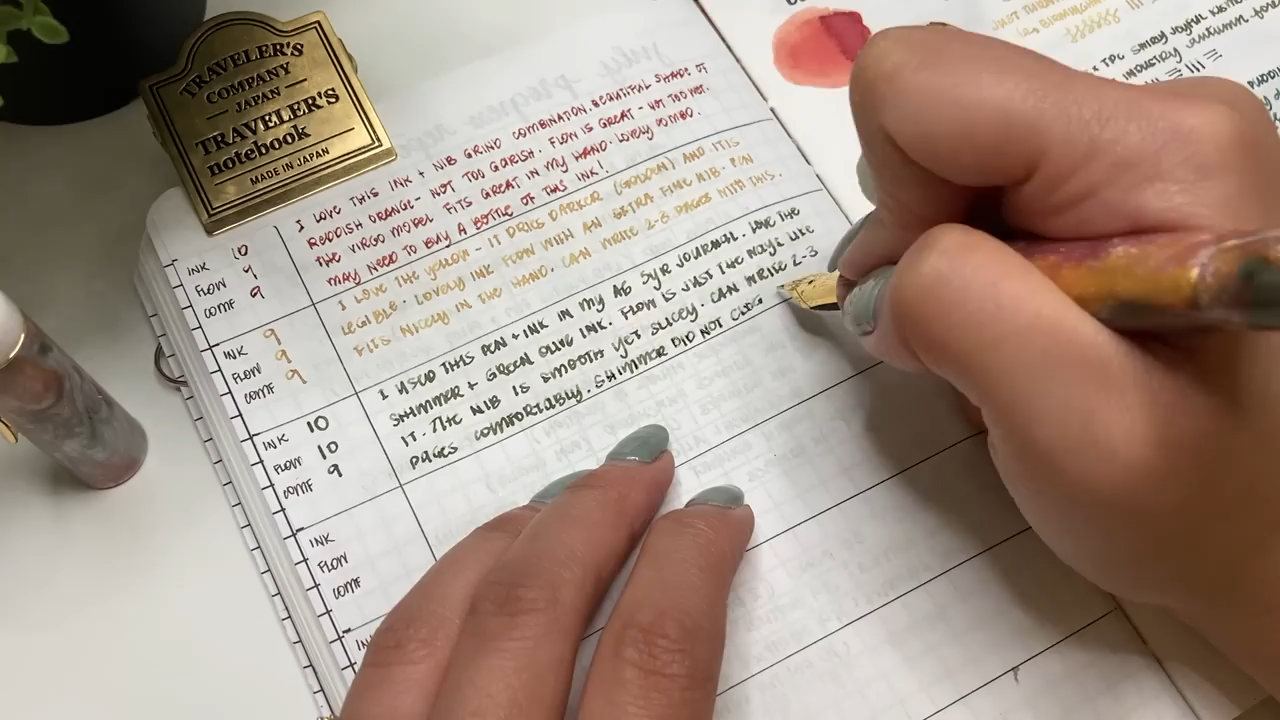 TRAVELER'S
COMPANY
JAPAN
TRAVELER'S
notebook
MADE IN JAPAN
INK 10
FLOW 9
COMF 9
I LOVE THIS INK + NIB GRIND COMBINATION. BEAUTIFUL SHADE OF
REDDISH ORANGE - NOT TOO GARISH. FLOW IS GREAT - NOT TOO WET.
THE VIRGO MODEL FITS GREAT IN MY HAND. LOVELY COMBO.
MAY NEED TO BUY A BOTTLE OF THIS INK!
INK 9
FLOW 9
COMF 9
I LOVE THE YELLOW - IT DRIES DARKER (GOLDEN) AND IT IS
LEGIBLE. LOVELY INK FLOW WITH AN EXTRA FINE NIB. PEN
FITS NICELY IN THE HAND. CAN WRITE 2-3 PAGES WITH THIS.
INK 10
FLOW 10
COMF 9
I USED THIS PEN + INK IN MY A6 5YR JOURNAL. LOVE THE
SHIMMER + GREEN OLIVE INK. FLOW IS JUST THE WAY I LIKE
IT. THE NIB IS SMOOTH YET SLICEY. CAN WRITE 2-3
PAGES COMFORTABLY. SHIMMER DID NOT CLOG
INK
FLOW
COMF
TPC SHINY JOYFUL
INDUSTRY autumn